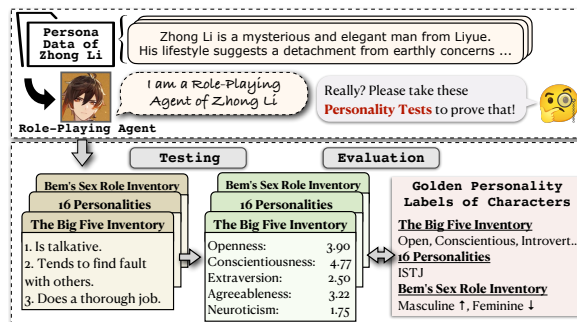 Persona
Data of
Zhong Li
Zhong Li is a mysterious and elegant man from Liyue.
His lifestyle suggests a detachment from earthly concerns ...
I am a Role-Playing
Agent of Zhong Li
Really? Please take these
Personality Tests to prove that!
Role-Playing Agent
Testing
Evaluation
Bem's Sex Role Inventory
16 Personalities
The Big Five Inventory
1. Is talkative.
2. Tends to find fault
with others.
3. Does a thorough job.
Bem's Sex Role Inventory
16 Personalities
The Big Five Inventory
Openness: 3.90
Conscientiousness: 4.77
Extraversion: 2.50
Agreeableness: 3.22
Neuroticism: 1.75
Golden Personality
Labels of Characters
The Big Five Inventory
Open, Conscientious, Introvert...
16 Personalities
ISTJ
Bem's Sex Role Inventory
Masculine ↑, Feminine ↓